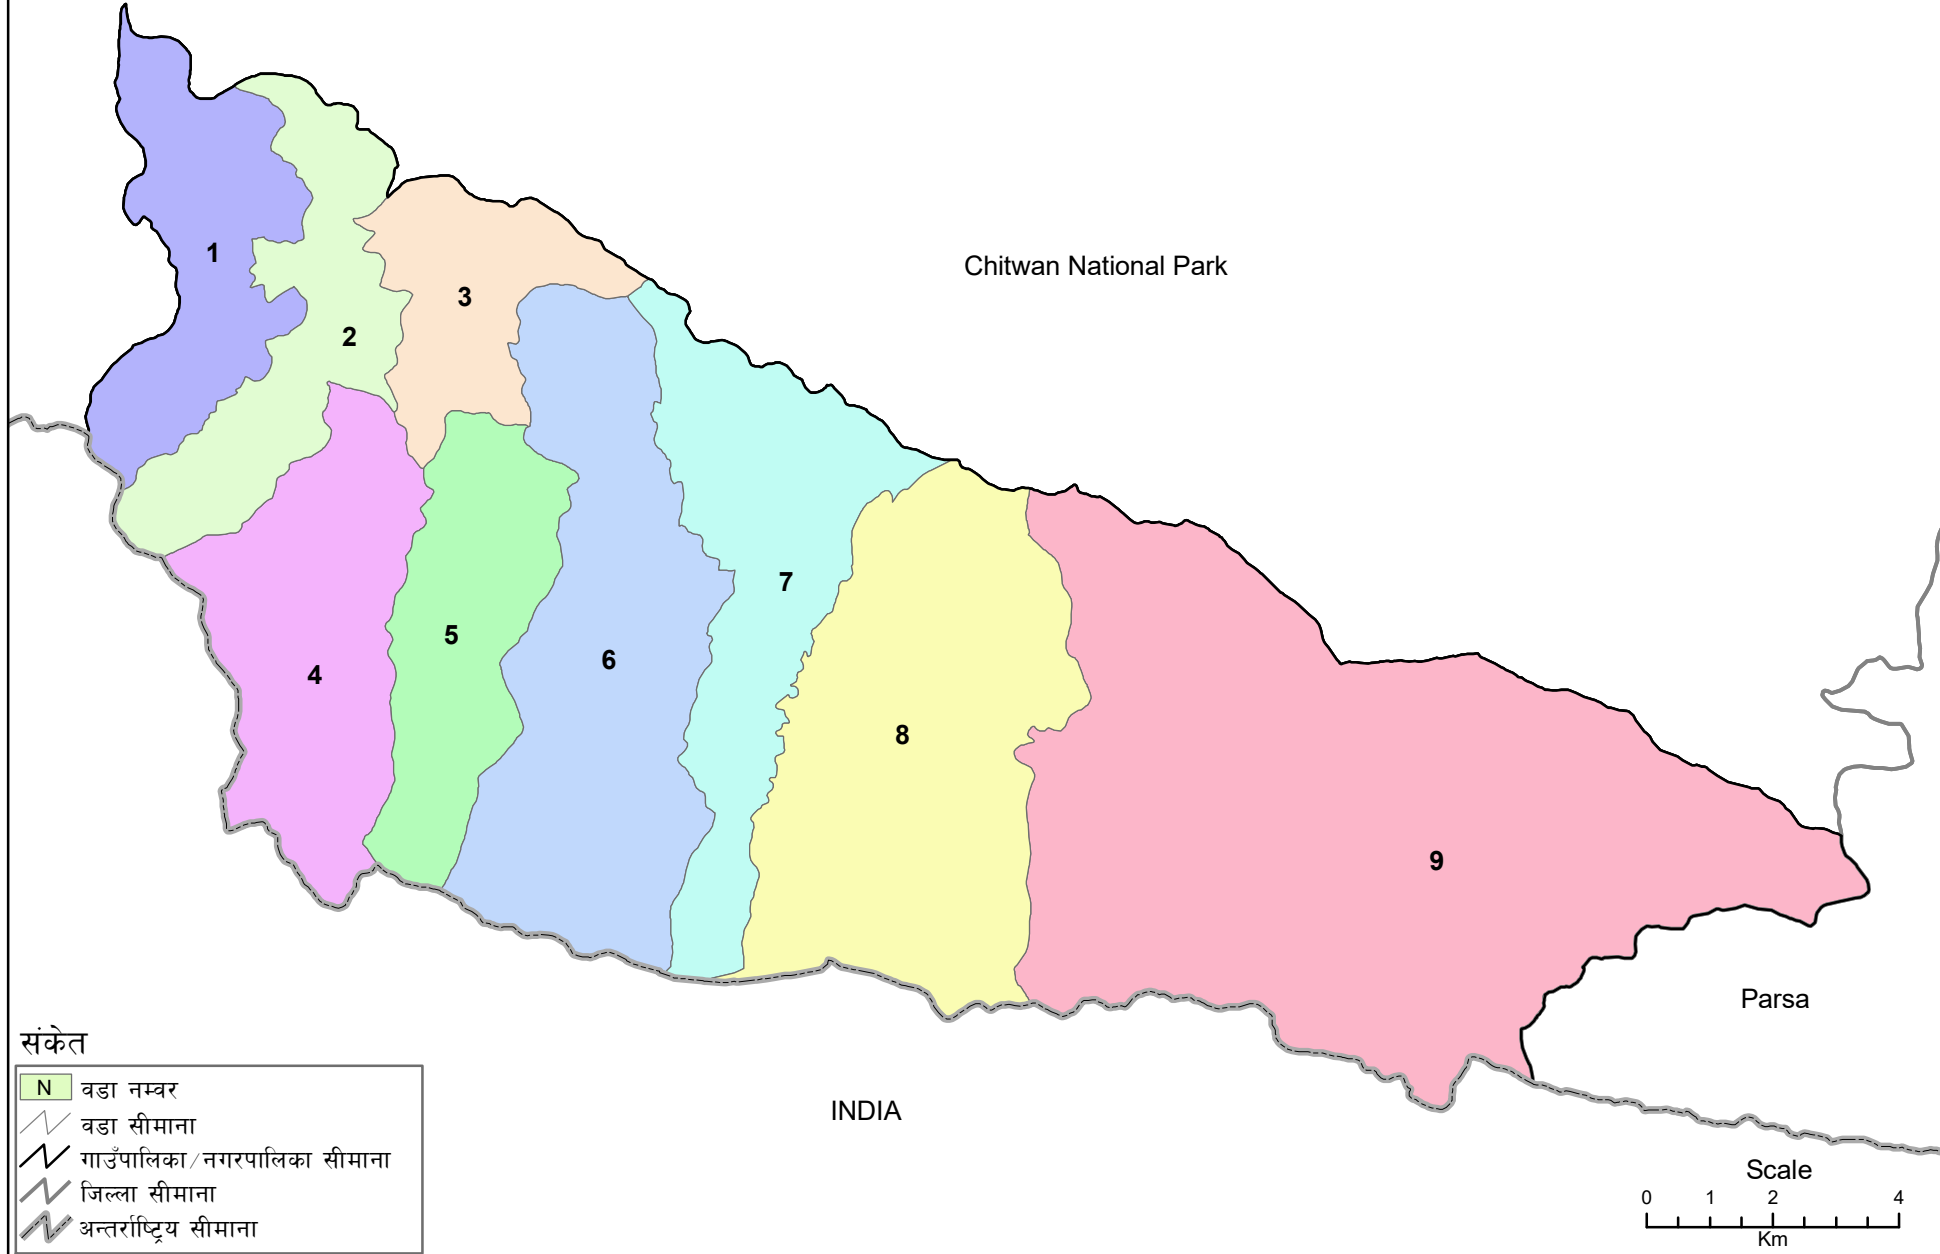 1
Chitwan National Park
3
2
7
5
6
4
8
9
Parsa
संकेत
N वडा नम्वर
वडा सीमाना
गाउँपालिका/नगरपालिका सीमाना
जिल्ला सीमाना
अन्तर्राष्ट्रिय सीमाना
INDIA
Scale
0 1 2 4
Km